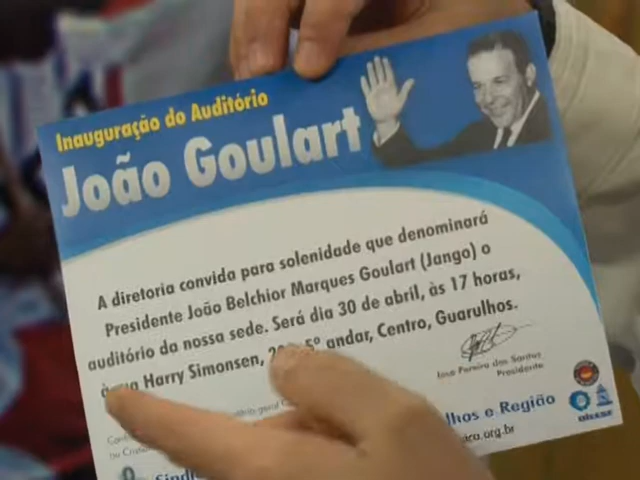 Inauguração do Auditório
João Goulart
A diretoria convida para solenidade que denominará
Presidente João Belchior Marques Goulart (Jango) o
auditório da nossa sede. Será dia 30 de abril, às 17 horas,
à Harry Simonsen, 5º andar, Centro, Guarulhos.
Jose Pereira dos Santos
Presidente
lhos e Região
.org.br
DIEESE